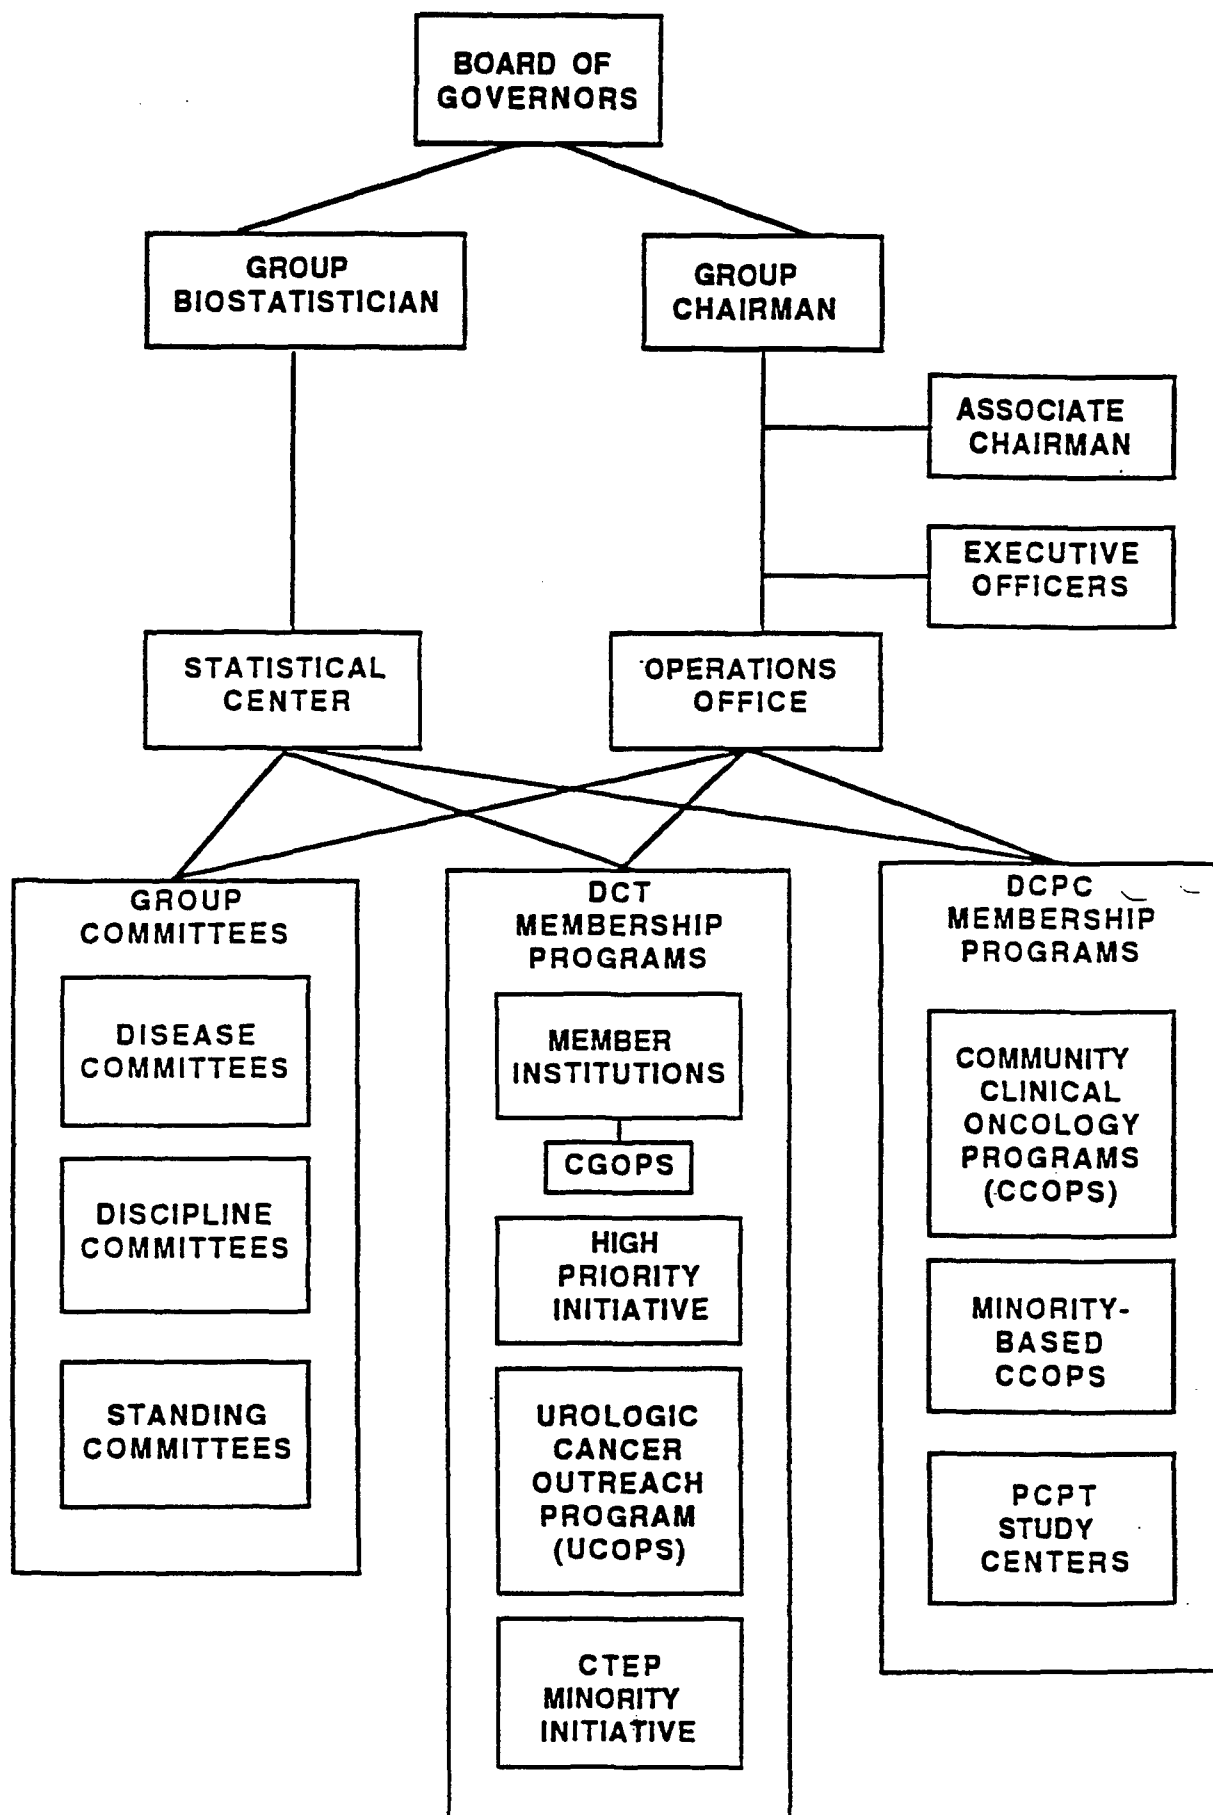 BOARD OF
GOVERNORS
GROUP
BIOSTATISTICIAN
GROUP
CHAIRMAN
ASSOCIATE
CHAIRMAN
EXECUTIVE
OFFICERS
STATISTICAL
CENTER
OPERATIONS
OFFICE
GROUP
COMMITTEES
DISEASE
COMMITTEES
DISCIPLINE
COMMITTEES
STANDING
COMMITTEES
DCT
MEMBERSHIP
PROGRAMS
MEMBER
INSTITUTIONS
CGOPS
HIGH
PRIORITY
INITIATIVE
UROLOGIC
CANCER
OUTREACH
PROGRAM
(UCOPS)
CTEP
MINORITY
INITIATIVE
DCPC
MEMBERSHIP
PROGRAMS
COMMUNITY
CLINICAL
ONCOLOGY
PROGRAMS
(CCOPS)
MINORITY-
BASED
CCOPS
PCPT
STUDY
CENTERS